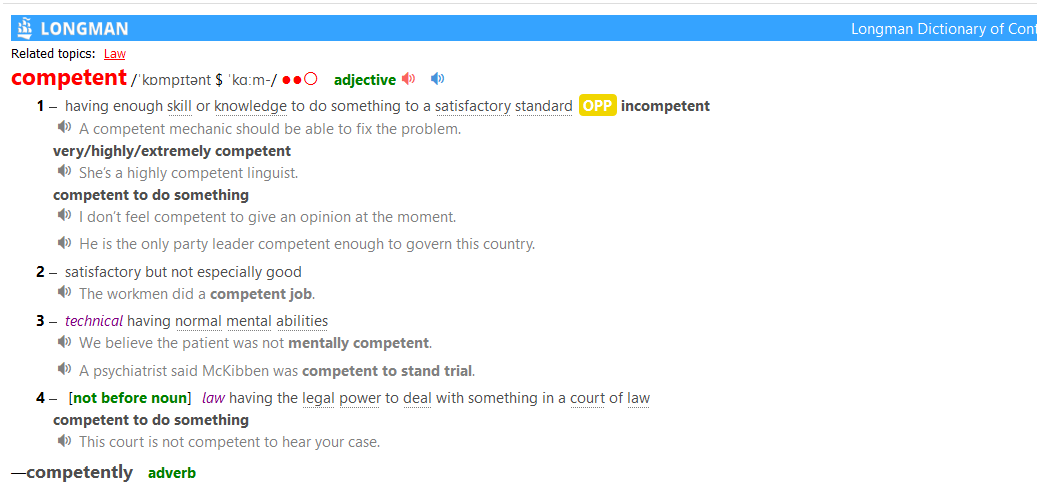 LONGMAN
Longman Dictionary of Con
Related topics: Law
competent /ˈkɒmpɪtənt $ ˈkɑːm-/ ●●○ adjective
1 – having enough skill or knowledge to do something to a satisfactory standard OPP incompetent
A competent mechanic should be able to fix the problem.
very/highly/extremely competent
She’s a highly competent linguist.
competent to do something
I don’t feel competent to give an opinion at the moment.
He is the only party leader competent enough to govern this country.
2 – satisfactory but not especially good
The workmen did a competent job.
3 – technical having normal mental abilities
We believe the patient was not mentally competent.
A psychiatrist said McKibben was competent to stand trial.
4 – [not before noun] law having the legal power to deal with something in a court of law
competent to do something
This court is not competent to hear your case.
—competently adverb